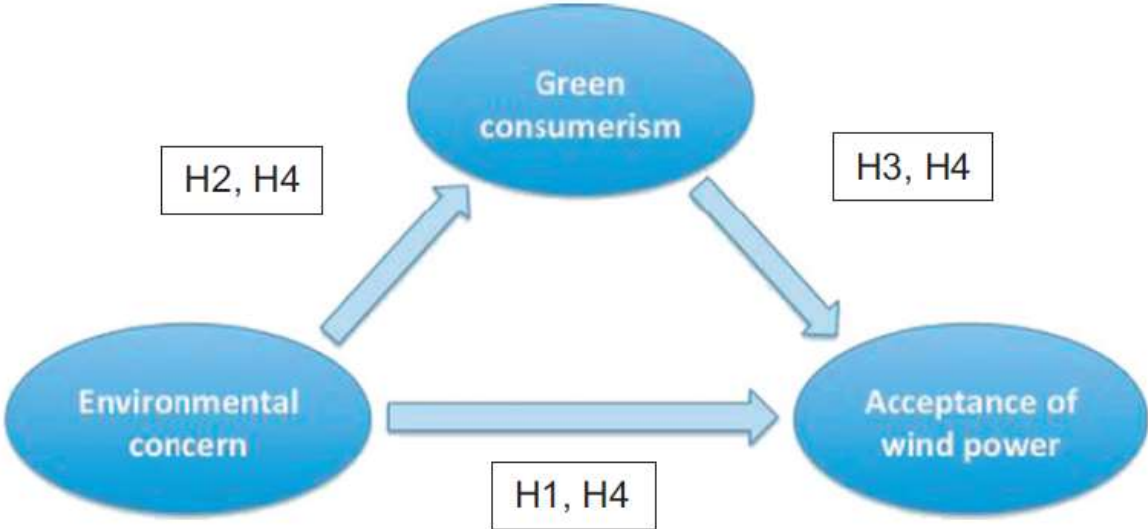 Green
consumerism
H2, H4
H3, H4
Environmental
concern
Acceptance of
wind power
H1, H4